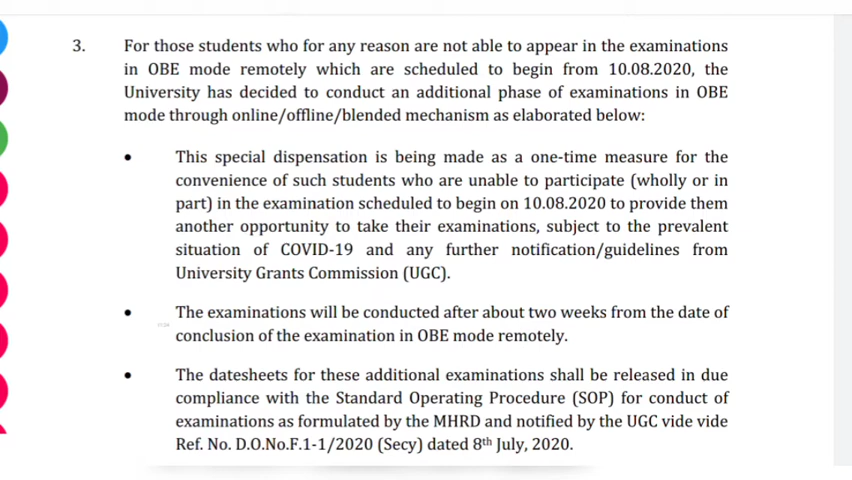 3. For those students who for any reason are not able to appear in the examinations
in OBE mode remotely which are scheduled to begin from 10.08.2020, the
University has decided to conduct an additional phase of examinations in OBE
mode through online/offline/blended mechanism as elaborated below:
• This special dispensation is being made as a one-time measure for the
convenience of such students who are unable to participate (wholly or in
part) in the examination scheduled to begin on 10.08.2020 to provide them
another opportunity to take their examinations, subject to the prevalent
situation of COVID-19 and any further notification/guidelines from
University Grants Commission (UGC).
• The examinations will be conducted after about two weeks from the date of
conclusion of the examination in OBE mode remotely.
• The datesheets for these additional examinations shall be released in due
compliance with the Standard Operating Procedure (SOP) for conduct of
examinations as formulated by the MHRD and notified by the UGC vide vide
Ref. No. D.O.No.F.1-1/2020 (Secy) dated 8th July, 2020.